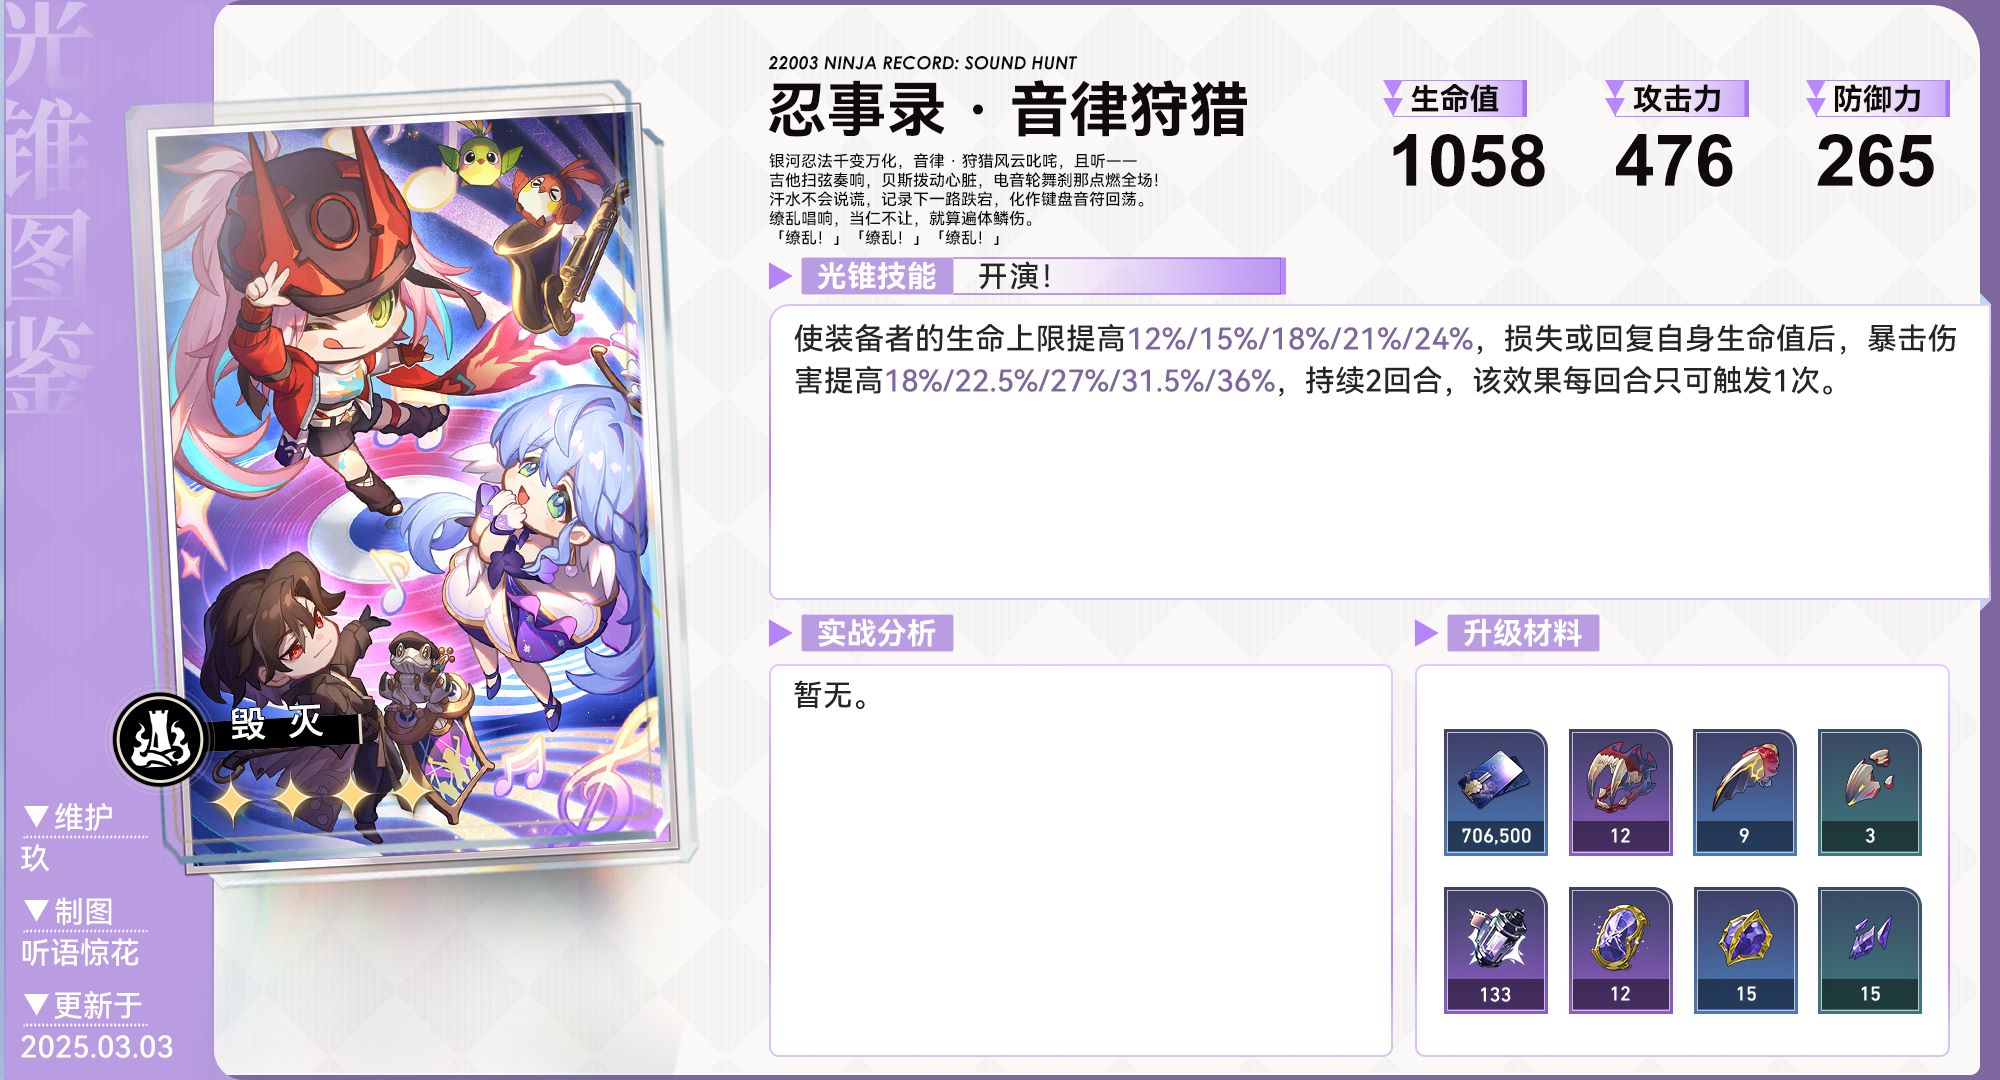 光锥图鉴
22003 NINJA RECORD: SOUND HUNT
忍事录 · 音律狩猎
银河忍法千变万化，音律 · 狩猎风云叱咤，且听——
吉他扫弦奏响，贝斯拨动心脏，电音轮舞刹那点燃全场！
汗水不会说谎，记录下一路跌宕，化作键盘音符回荡。
缭乱唱响，当仁不让，就算遍体鳞伤。
「缭乱！」「缭乱！」「缭乱！」
生命值
1058
攻击力
476
防御力
265
光锥技能 开演！
使装备者的生命上限提高12%/15%/18%/21%/24%，损失或回复自身生命值后，暴击伤
害提高18%/22.5%/27%/31.5%/36%，持续2回合，该效果每回合只可触发1次。
毁灭
实战分析
暂无。
升级材料
706,500
12
9
3
133
12
15
15
▼维护
玖
▼制图
听语惊花
▼更新于
2025.03.03